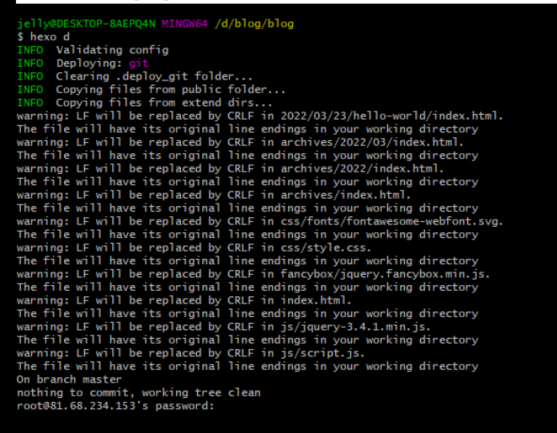 jelly@DESKTOP-8AEPQ4N MINGW64 /d/blog/blog
$ hexo d
INFO  Validating config
INFO  Deploying: git
INFO  Clearing .deploy_git folder...
INFO  Copying files from public folder...
INFO  Copying files from extend dirs...
warning: LF will be replaced by CRLF in 2022/03/23/hello-world/index.html.
The file will have its original line endings in your working directory
warning: LF will be replaced by CRLF in archives/2022/03/index.html.
The file will have its original line endings in your working directory
warning: LF will be replaced by CRLF in archives/2022/index.html.
The file will have its original line endings in your working directory
warning: LF will be replaced by CRLF in archives/index.html.
The file will have its original line endings in your working directory
warning: LF will be replaced by CRLF in css/fonts/fontawesome-webfont.svg.
The file will have its original line endings in your working directory
warning: LF will be replaced by CRLF in css/style.css.
The file will have its original line endings in your working directory
warning: LF will be replaced by CRLF in fancybox/jquery.fancybox.min.js.
The file will have its original line endings in your working directory
warning: LF will be replaced by CRLF in index.html.
The file will have its original line endings in your working directory
warning: LF will be replaced by CRLF in js/jquery-3.4.1.min.js.
The file will have its original line endings in your working directory
warning: LF will be replaced by CRLF in js/script.js.
The file will have its original line endings in your working directory
On branch master
nothing to commit, working tree clean
root@81.68.234.153's password: